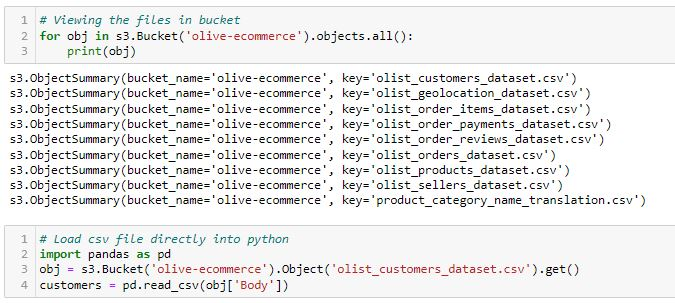 1 # Viewing the files in bucket
2 for obj in s3.Bucket('olive-ecommerce').objects.all():
3     print(obj)
s3.ObjectSummary(bucket_name='olive-ecommerce', key='olist_customers_dataset.csv')
s3.ObjectSummary(bucket_name='olive-ecommerce', key='olist_geolocation_dataset.csv')
s3.ObjectSummary(bucket_name='olive-ecommerce', key='olist_order_items_dataset.csv')
s3.ObjectSummary(bucket_name='olive-ecommerce', key='olist_order_payments_dataset.csv')
s3.ObjectSummary(bucket_name='olive-ecommerce', key='olist_order_reviews_dataset.csv')
s3.ObjectSummary(bucket_name='olive-ecommerce', key='olist_orders_dataset.csv')
s3.ObjectSummary(bucket_name='olive-ecommerce', key='olist_products_dataset.csv')
s3.ObjectSummary(bucket_name='olive-ecommerce', key='olist_sellers_dataset.csv')
s3.ObjectSummary(bucket_name='olive-ecommerce', key='product_category_name_translation.csv')
1 # Load csv file directly into python
2 import pandas as pd
3 obj = s3.Bucket('olive-ecommerce').Object('olist_customers_dataset.csv').get()
4 customers = pd.read_csv(obj['Body'])